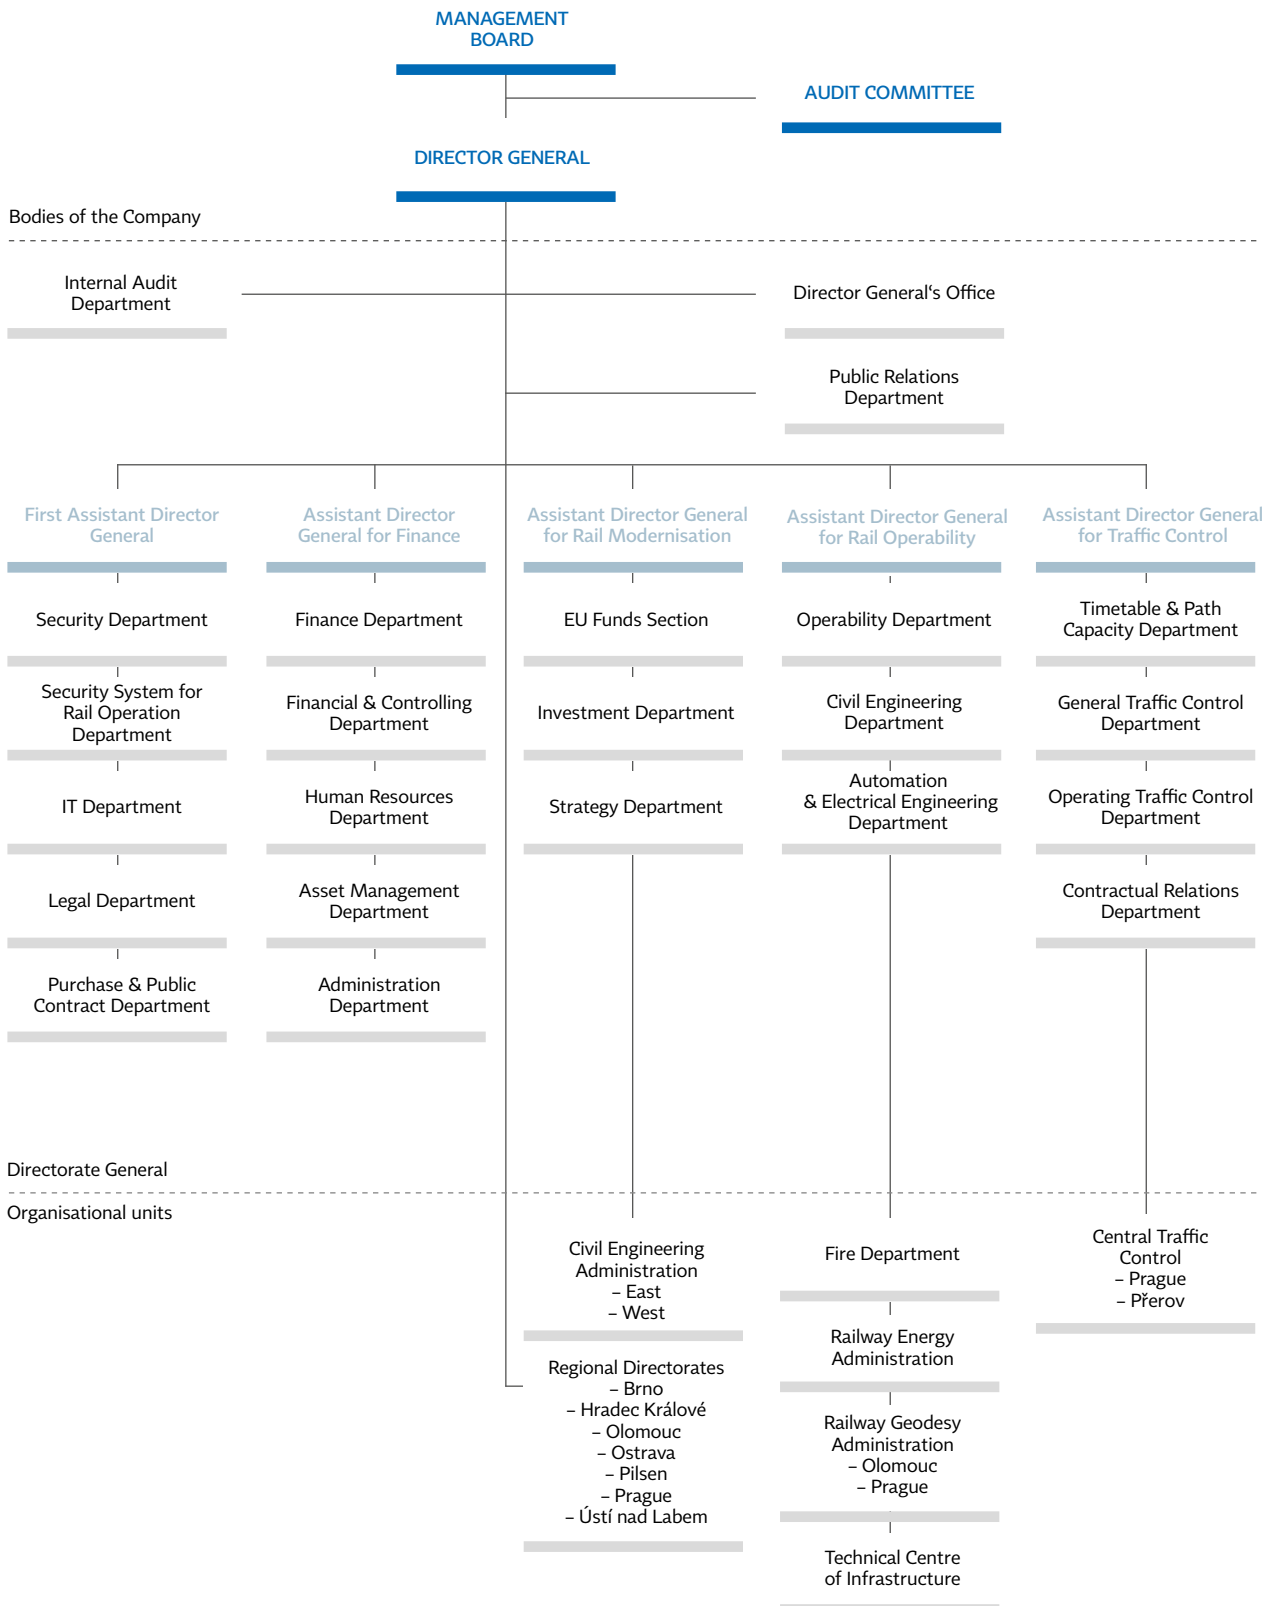 MANAGEMENT
BOARD
AUDIT COMMITTEE
DIRECTOR GENERAL
Bodies of the Company
Internal Audit
Department
Director General‘s Office
Public Relations
Department
First Assistant Director
General
Assistant Director
General for Finance
Assistant Director General
for Rail Modernisation
Assistant Director General
for Rail Operability
Assistant Director General
for Traffic Control
Security Department
Finance Department
EU Funds Section
Operability Department
Timetable & Path
Capacity Department
Security System for
Rail Operation
Department
Financial & Controlling
Department
Investment Department
Civil Engineering
Department
General Traffic Control
Department
IT Department
Human Resources
Department
Strategy Department
Automation
& Electrical Engineering
Department
Operating Traffic Control
Department
Legal Department
Asset Management
Department
Contractual Relations
Department
Purchase & Public
Contract Department
Administration
Department
Directorate General
Organisational units
Civil Engineering
Administration
– East
– West
Fire Department
Central Traffic
Control
– Prague
– Přerov
Railway Energy
Administration
Regional Directorates
– Brno
– Hradec Králové
– Olomouc
– Ostrava
– Pilsen
– Prague
– Ústí nad Labem
Railway Geodesy
Administration
– Olomouc
– Prague
Technical Centre
of Infrastructure